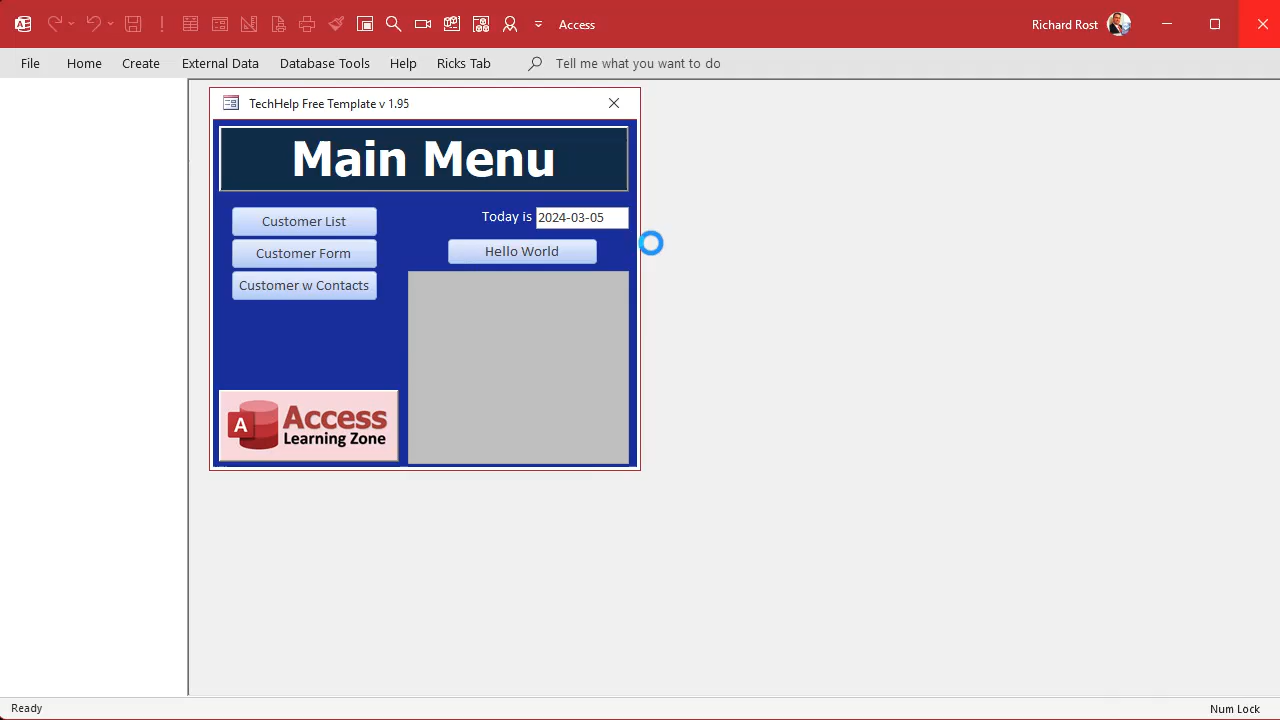 Access
Richard Rost
File Home Create External Data Database Tools Help Ricks Tab Tell me what you want to do
TechHelp Free Template v 1.95
Main Menu
Customer List
Today is 2024-03-05
Customer Form
Hello World
Customer w Contacts
A Access
Learning Zone
Ready
Num Lock